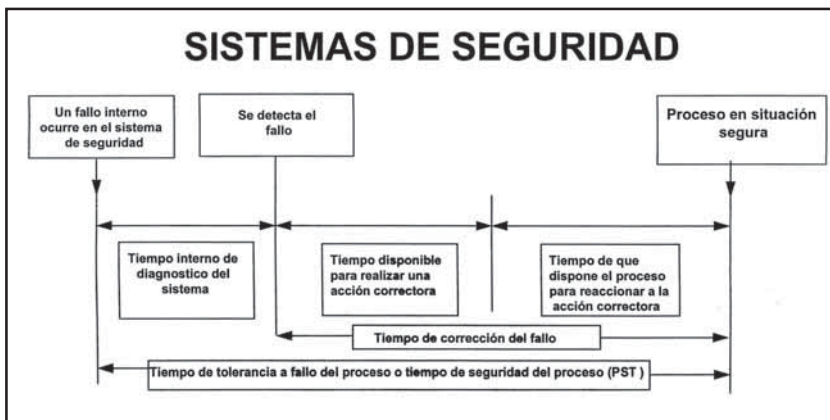 SISTEMAS DE SEGURIDAD
Un fallo interno
ocurre en el sistema
de seguridad
Se detecta el
fallo
Proceso en situación
segura
Tiempo interno de
diagnostico del
sistema
Tiempo disponible
para realizar una
acción correctora
Tiempo de que
dispone el proceso
para reaccionar a la
acción correctora
Tiempo de corrección del fallo
Tiempo de tolerancia a fallo del proceso o tiempo de seguridad del proceso (PST )